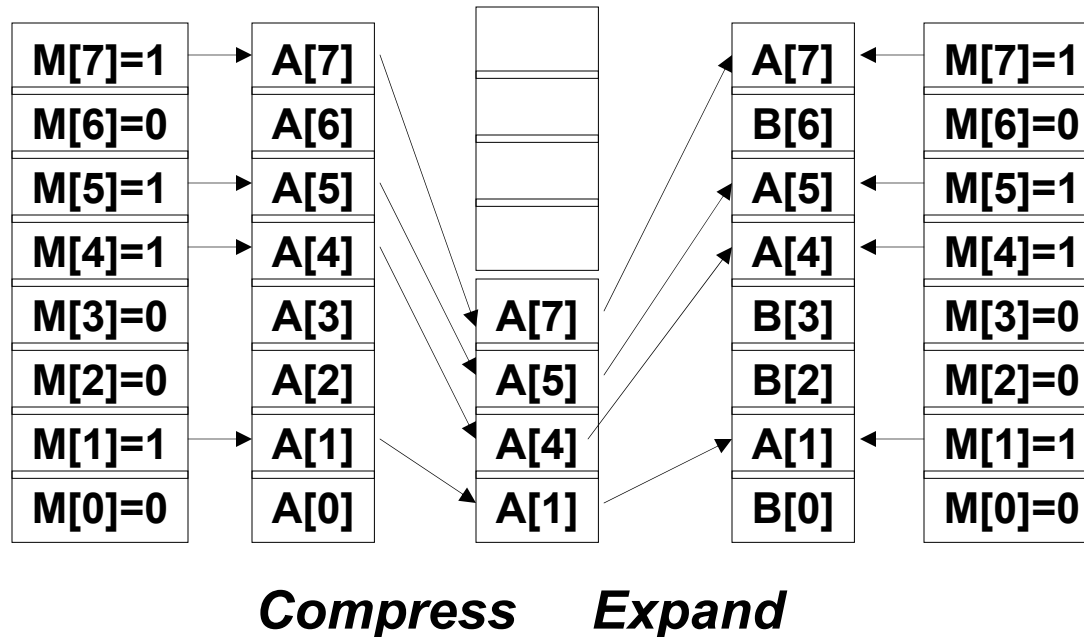 M[7]=1 A[7] A[7] M[7]=1
M[6]=0 A[6] B[6] M[6]=0
M[5]=1 A[5] A[5] M[5]=1
M[4]=1 A[4] A[4] M[4]=1
M[3]=0 A[3] A[7] B[3] M[3]=0
M[2]=0 A[2] A[5] B[2] M[2]=0
M[1]=1 A[1] A[4] A[1] M[1]=1
M[0]=0 A[0] A[1] B[0] M[0]=0
Compress Expand